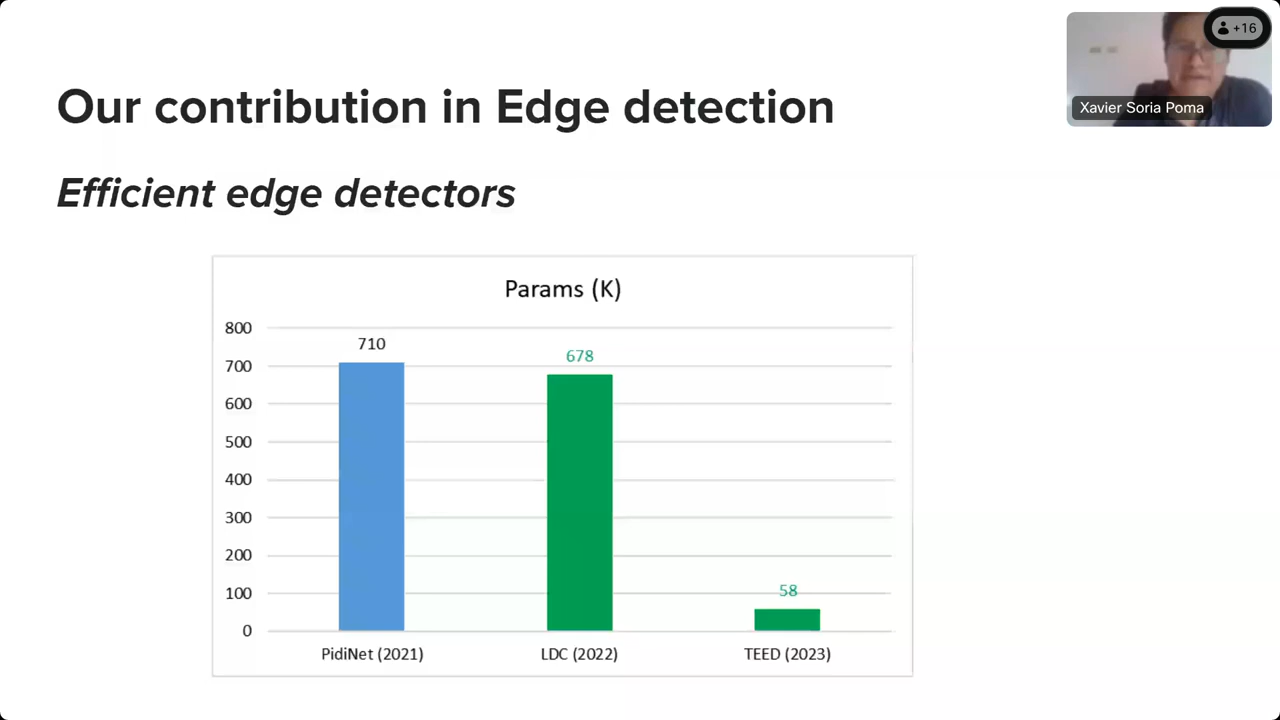 +16
Xavier Soria Poma
Our contribution in Edge detection
Efficient edge detectors
Params (K)
800
700
600
500
400
300
200
100
0
710
678
58
PidiNet (2021)
LDC (2022)
TEED (2023)